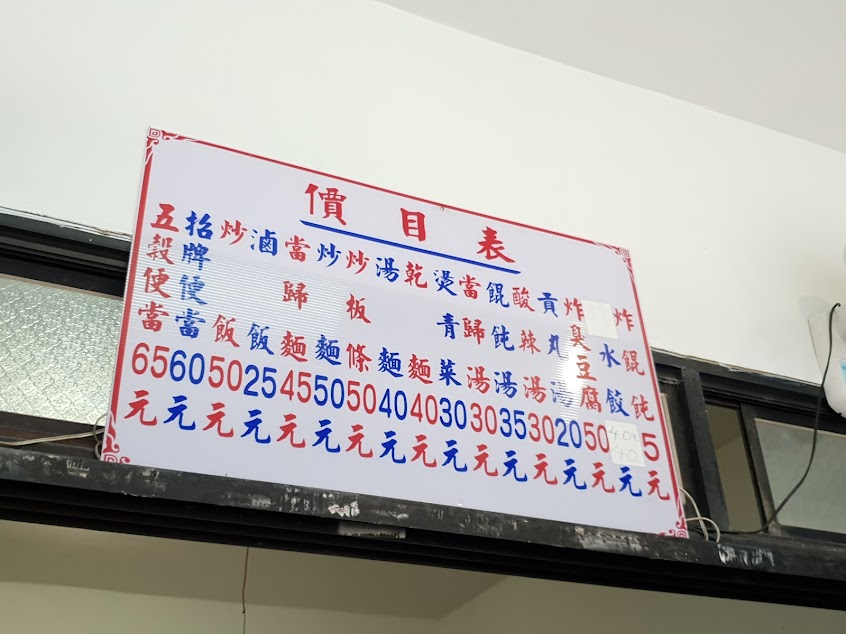 價目表
五穀便當65元
招牌便當60元
炒飯50元
滷飯25元
當歸麵45元
炒麵50元
炒板條50元
湯麵40元
乾麵40元
燙青菜30元
當歸湯30元
餛飩湯35元
酸辣湯30元
貢丸湯20元
炸臭豆腐50元
水餃元
炸餛飩5元